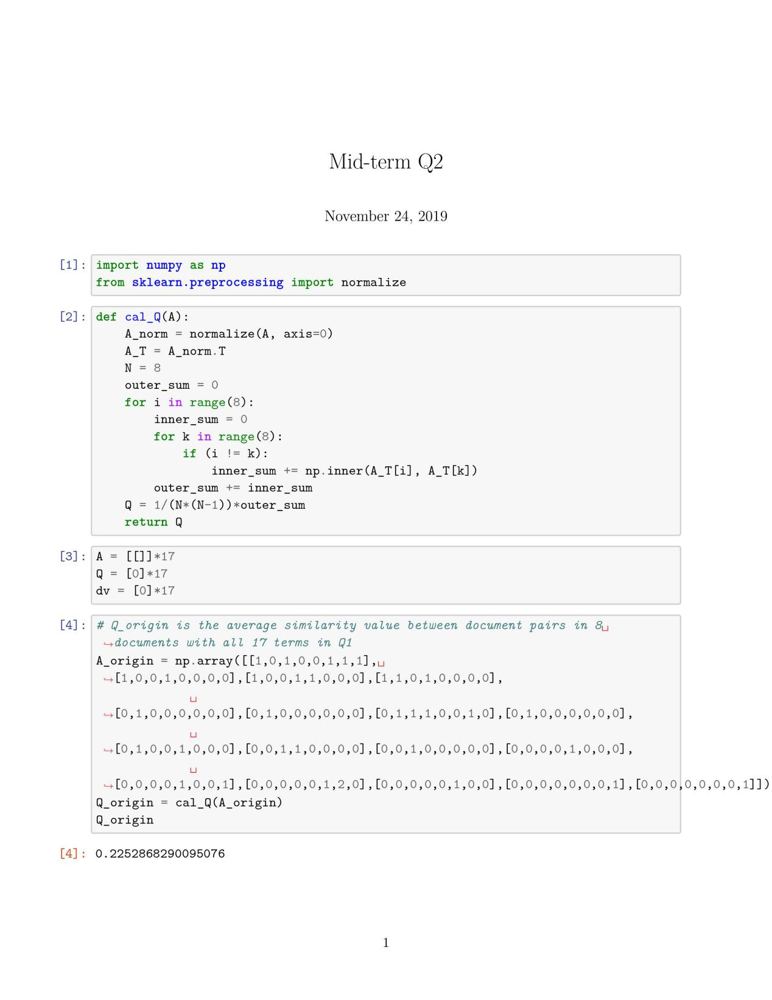 Mid-term Q2
November 24, 2019
[1]: import numpy as np
from sklearn.preprocessing import normalize
[2]: def cal_Q(A):
    A_norm = normalize(A, axis=0)
    A_T = A_norm.T
    N = 8
    outer_sum = 0
    for i in range(8):
        inner_sum = 0
        for k in range(8):
            if (i != k):
                inner_sum += np.inner(A_T[i], A_T[k])
        outer_sum += inner_sum
    Q = 1/(N*(N-1))*outer_sum
    return Q
[3]: A = [[]]*17
Q = [0]*17
dv = [0]*17
[4]: # Q_origin is the average similarity value between document pairs in 8␣
↪documents with all 17 terms in Q1
A_origin = np.array([[1,0,1,0,0,1,1,1],␣
↪[1,0,0,1,0,0,0,0],[1,0,0,1,1,0,0,0],[1,1,0,1,0,0,0,0],
␣
↪[0,1,0,0,0,0,0,0],[0,1,0,0,0,0,0,0],[0,1,1,1,0,0,1,0],[0,1,0,0,0,0,0,0],
␣
↪[0,1,0,0,1,0,0,0],[0,0,1,1,0,0,0,0],[0,0,1,0,0,0,0,0],[0,0,0,0,1,0,0,0],
␣
↪[0,0,0,0,1,0,0,1],[0,0,0,0,0,1,2,0],[0,0,0,0,0,1,0,0],[0,0,0,0,0,0,0,1],[0,0,0,0,0,0,0,1]])
Q_origin = cal_Q(A_origin)
Q_origin
[4]: 0.2252868290095076
1